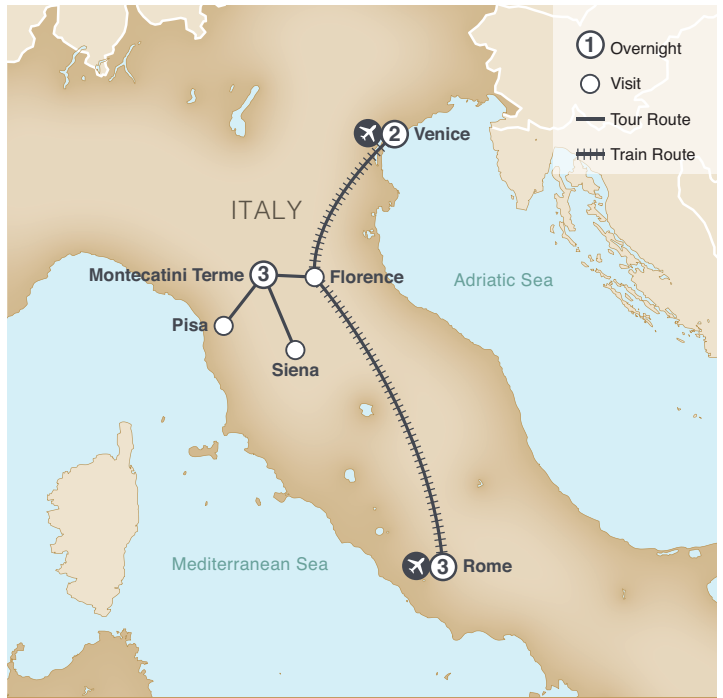 1 Overnight
Visit
Tour Route
Train Route
2 Venice
ITALY
Montecatini Terme 3
Florence
Adriatic Sea
Pisa
Siena
Mediterranean Sea
3 Rome